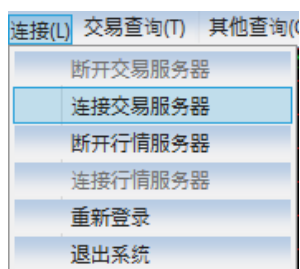 连接(L) 交易查询(T) 其他查询(
断开交易服务器
连接交易服务器
断开行情服务器
连接行情服务器
重新登录
退出系统